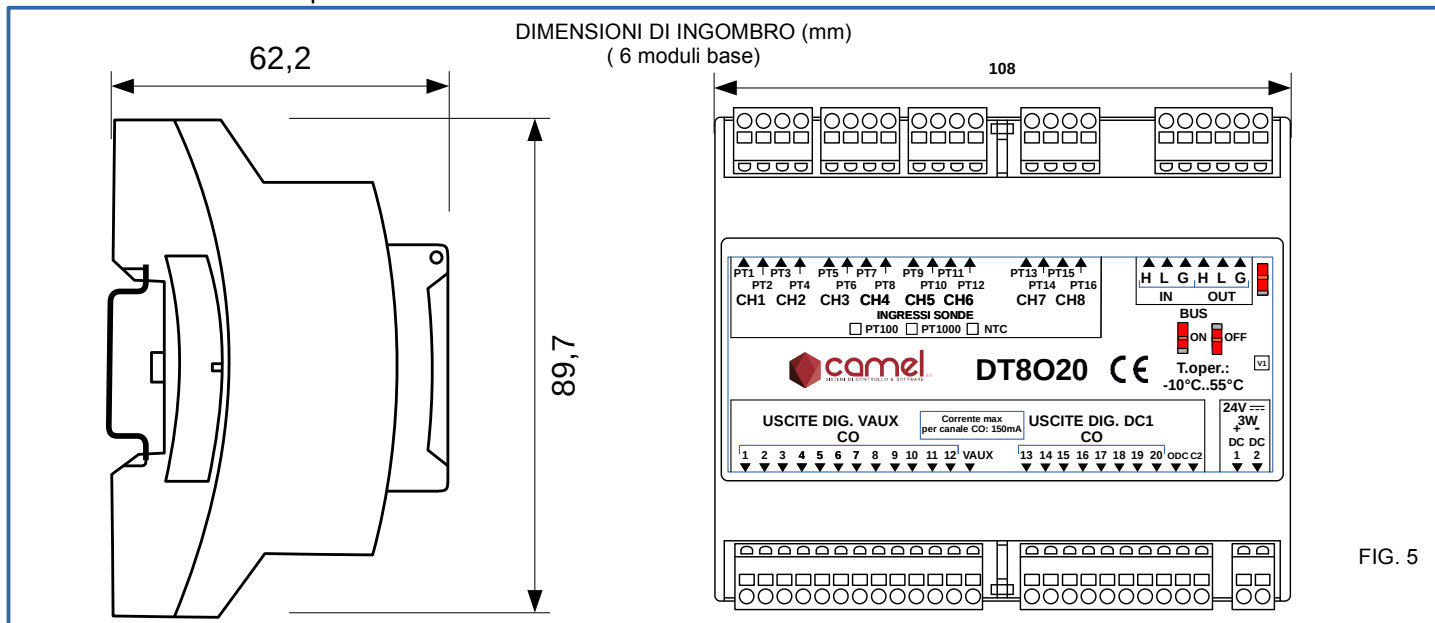 DIMENSIONI DI INGOMBRO (mm)
( 6 moduli base)
62,2
89,7
108
PT1 PT3 PT5 PT7 PT9 PT11 PT13 PT15
PT2 PT4 PT6 PT8 PT10 PT12 PT14 PT16
CH1 CH2 CH3 CH4 CH5 CH6 CH7 CH8
INGRESSI SONDE
PT100 PT1000 NTC
H L G H L G
IN OUT
BUS
ON OFF
camel
SISTEMI DI CONTROLLO & SOFTWARE
DT8O20 CE
T.oper.:
-10°C..55°C
V1
USCITE DIG. VAUX
CO
Corrente max
per canale CO: 150mA
USCITE DIG. DC1
CO
1 2 3 4 5 6 7 8 9 10 11 12 VAUX
13 14 15 16 17 18 19 20 ODC C2
24V
3W
+ -
DC DC
1 2
FIG. 5